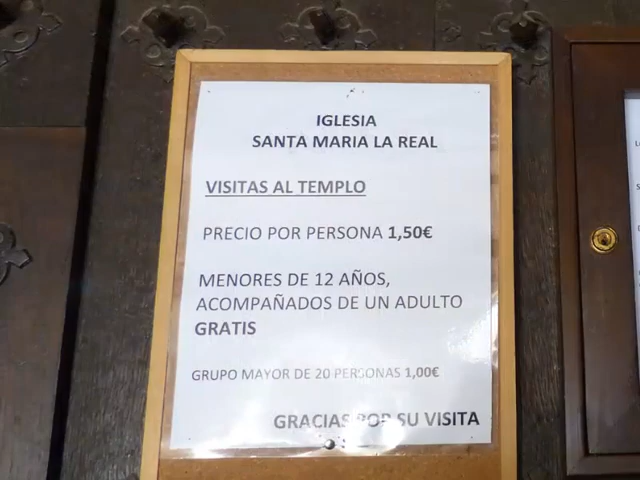 IGLESIA
SANTA MARIA LA REAL
VISITAS AL TEMPLO
PRECIO POR PERSONA 1,50€
MENORES DE 12 AÑOS,
ACOMPAÑADOS DE UN ADULTO
GRATIS
GRUPO MAYOR DE 20 PERSONAS 1,00€
GRACIAS POR SU VISITA